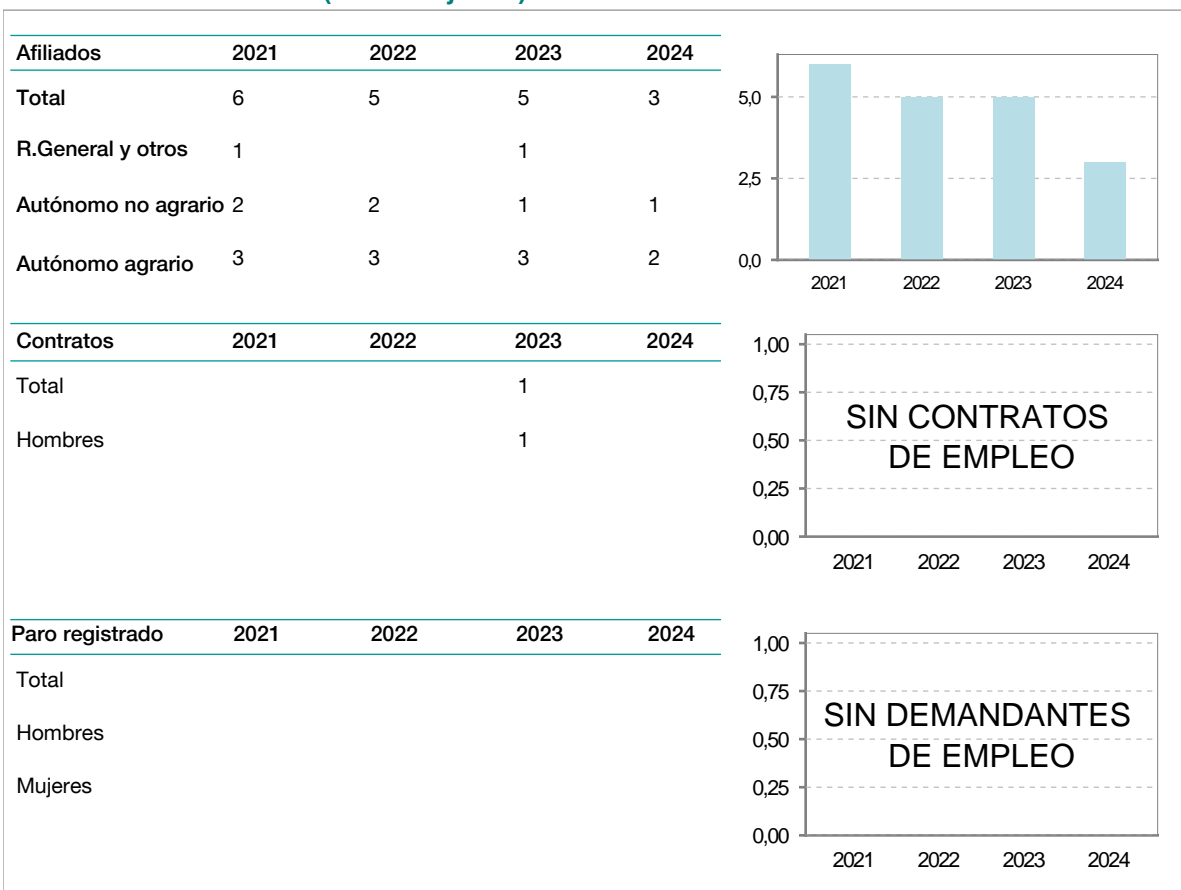 Afiliados 2021 2022 2023 2024
Total 6 5 5 3
R.General y otros 1 1
Autónomo no agrario 2 2 1 1
Autónomo agrario 3 3 3 2
5,0
2,5
0,0
2021 2022 2023 2024
Contratos 2021 2022 2023 2024
Total 1
Hombres 1
1,00
0,75
SIN CONTRATOS
0,50
DE EMPLEO
0,25
0,00
2021 2022 2023 2024
Paro registrado 2021 2022 2023 2024
Total
Hombres
Mujeres
1,00
0,75
SIN DEMANDANTES
0,50
DE EMPLEO
0,25
0,00
2021 2022 2023 2024